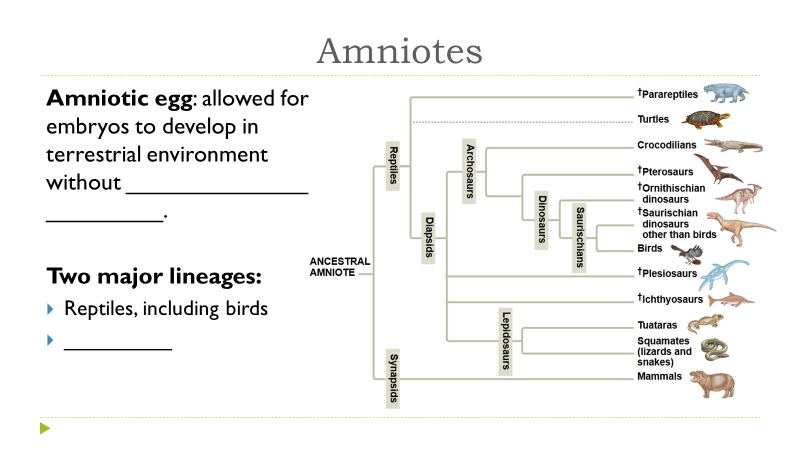 Amniotes
Amniotic egg: allowed for
embryos to develop in
terrestrial environment
without ________________
__________.
Two major lineages:
Reptiles, including birds
__________
ANCESTRAL
AMNIOTE
Reptiles
Synapsids
Diapsids
Archosaurs
Lepidosaurs
Dinosaurs
Saurischians
†Parareptiles
Turtles
Crocodilians
†Pterosaurs
†Ornithischian
dinosaurs
†Saurischian
dinosaurs
other than birds
Birds
†Plesiosaurs
†Ichthyosaurs
Tuataras
Squamates
(lizards and
snakes)
Mammals